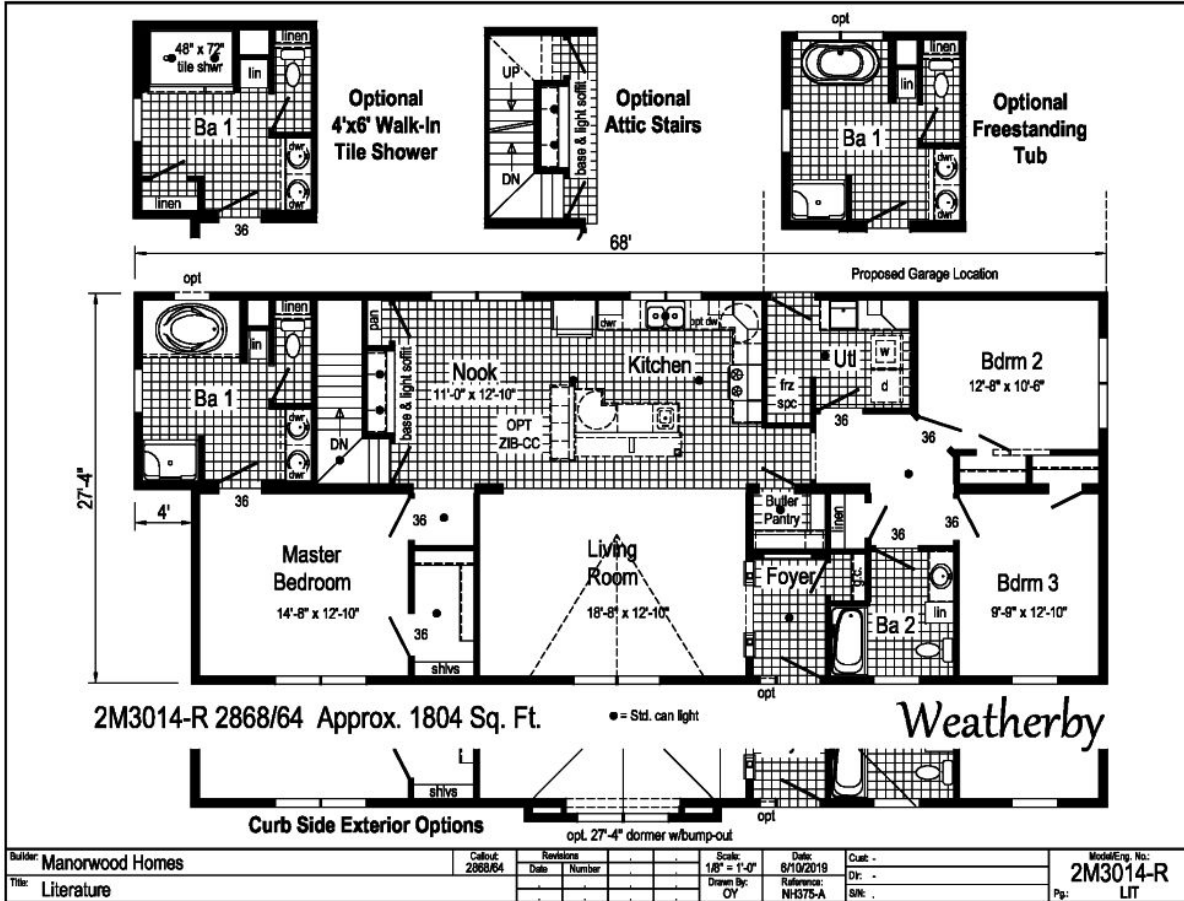 linen
48" x 72"
tile shwr
lin
Ba 1
dwr
dwr
linen
36
Optional
4'x6' Walk-In
Tile Shower
UP
DN
base & light soffit
Optional
Attic Stairs
opt
linen
lin
Ba 1
dwr
dwr
Optional
Freestanding
Tub
68'
Proposed Garage Location
opt
linen
lin
Ba 1
dwr
dwr
DN
36
pan
base & light soffit
Nook
11'-0" x 12'-10"
dwr
opt dw
Kitchen
OPT
ZIB-CC
Utl
w
d
frz
spc
36
36
Bdrm 2
12'-8" x 10'-6"
27'-4"
4'
Master
Bedroom
14'-8" x 12'-10"
36
36
shlvs
Living
Room
18'-8" x 12'-10"
Butler
Pantry
linen
36
36
Foyer
Ba 2
lin
Bdrm 3
9'-9" x 12'-10"
opt
2M3014-R 2868/64 Approx. 1804 Sq. Ft.
● = Std. can light
Weatherby
shlvs
opt
Curb Side Exterior Options
opt. 27'-4" dormer w/bump-out
Builder: Manorwood Homes
Title: Literature
Callout:
2868/64
Revisions
Date Number
Scale:
1/8" = 1'-0"
Drawn By:
OY
Date:
6/10/2019
Reference:
NH375-A
Cust: -
Dir: -
S/N: .
Model/Eng. No.:
2M3014-R
Pg.: LIT